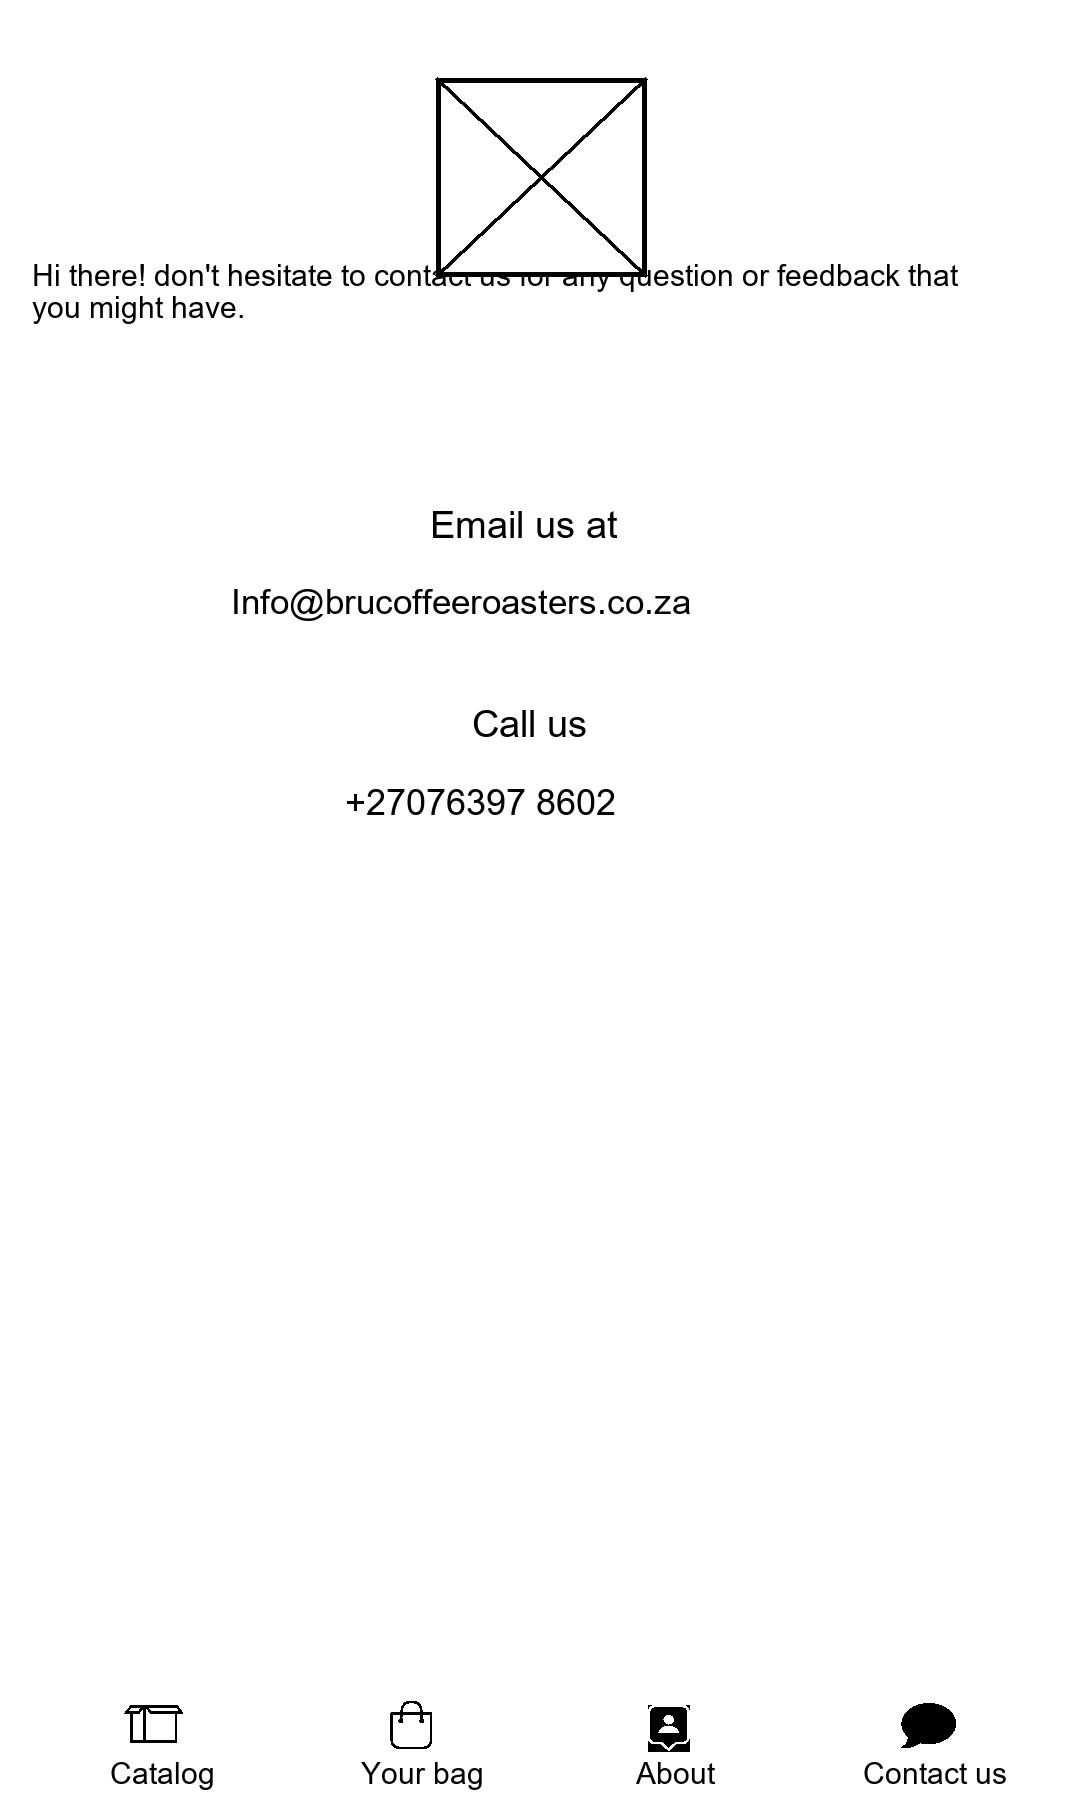 Hi there! don't hesitate to contact us for any question or feedback that
you might have.
Email us at
Info@brucoffeeroasters.co.za
Call us
+27076397 8602
Catalog
Your bag
About
Contact us